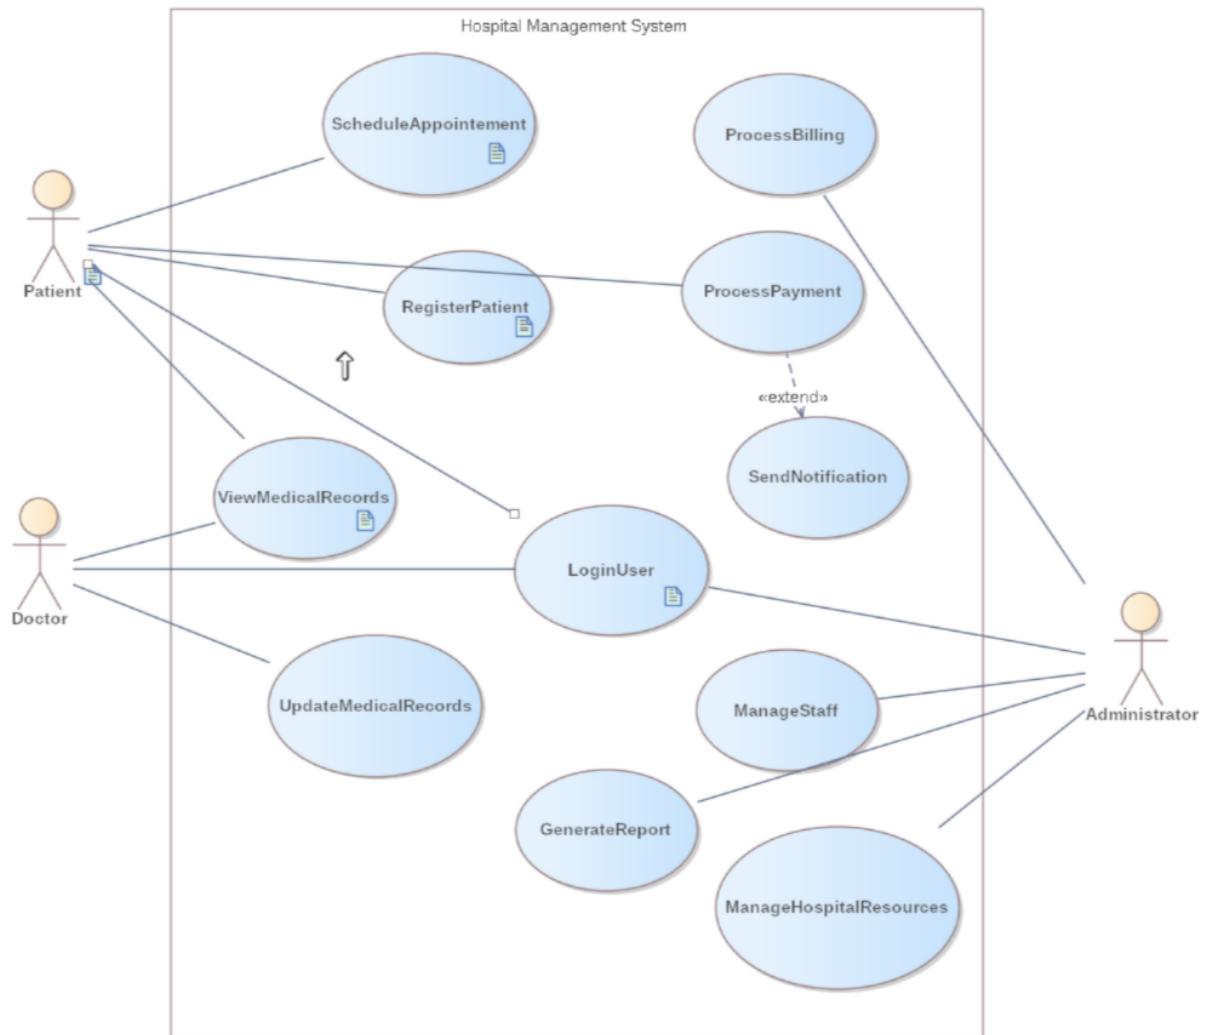 Hospital Management System
ScheduleAppointement
ProcessBilling
Patient
RegisterPatient
ProcessPayment
«extend»
ViewMedicalRecords
SendNotification
Doctor
LoginUser
UpdateMedicalRecords
ManageStaff
Administrator
GenerateReport
ManageHospitalResources